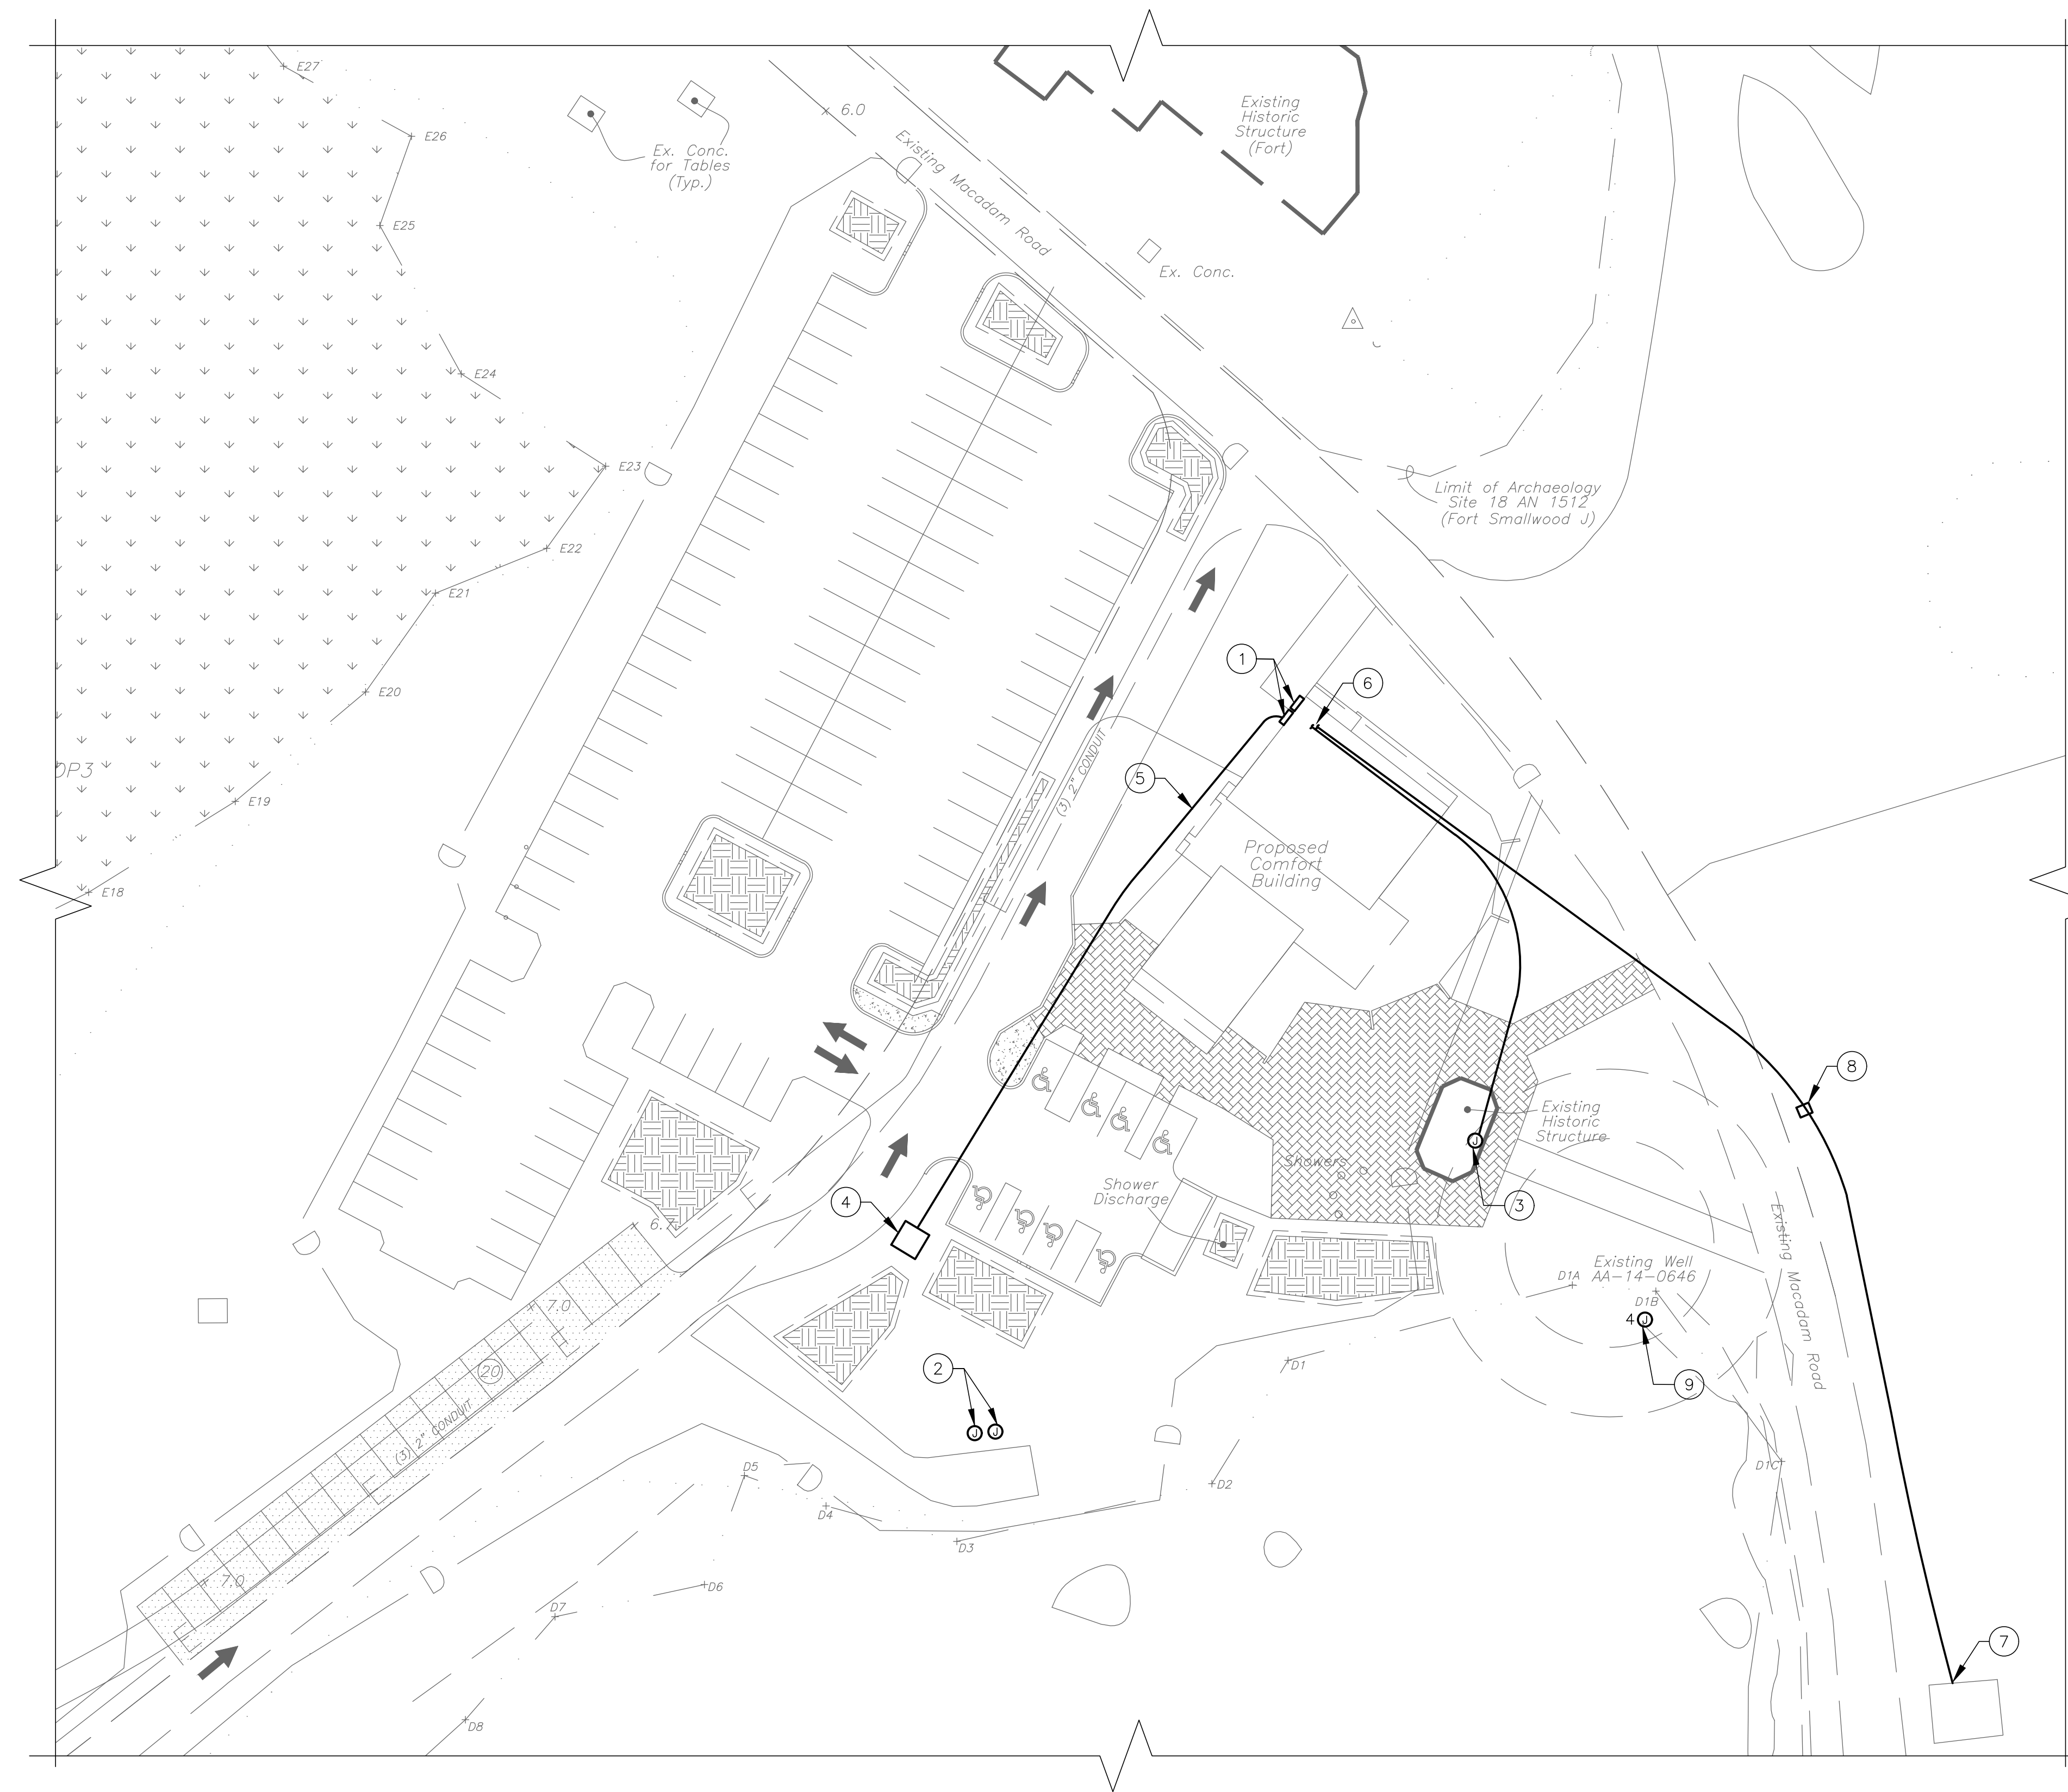 E27
E26
E25
E24
E23
E22
E21
E20
E19
E18
6.0
Ex. Conc.
for Tables
(Typ.)
Existing Macadam Road
Existing
Historic
Structure
(Fort)
Ex. Conc.
Limit of Archaeology
Site 18 AN 1512
(Fort Smallwood J)
1
6
5
(3) 2" CONDUIT
Proposed
Comfort
Building
8
Existing
Historic
Structure
J
3
Showers
Shower
Discharge
4
6.7
7.0
20
(3) 2" CONDUIT
7.0
Existing Well
AA-14-0646
D1A
D1B
4 J
9
Existing Macadam Road
D1
2
J J
D1C
D2
D3
D4
D5
D6
D7
D8
7